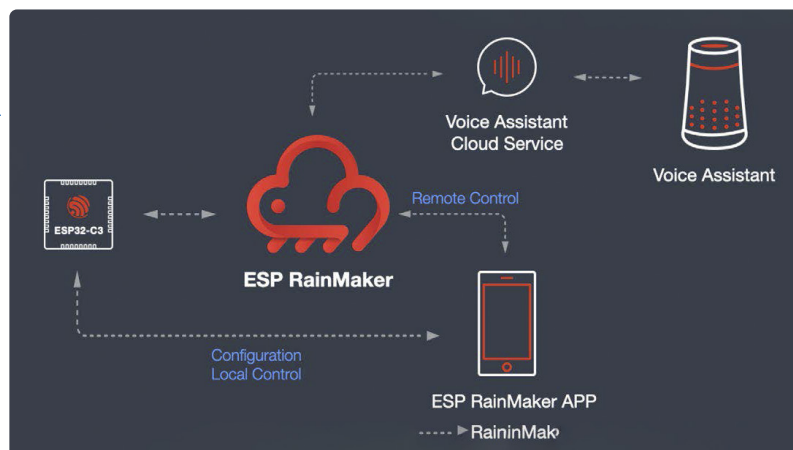 Voice Assistant
Cloud Service
Voice Assistant
Remote Control
ESP32-C3
ESP RainMaker
Configuration
Local Control
ESP RainMaker APP
RaininMak